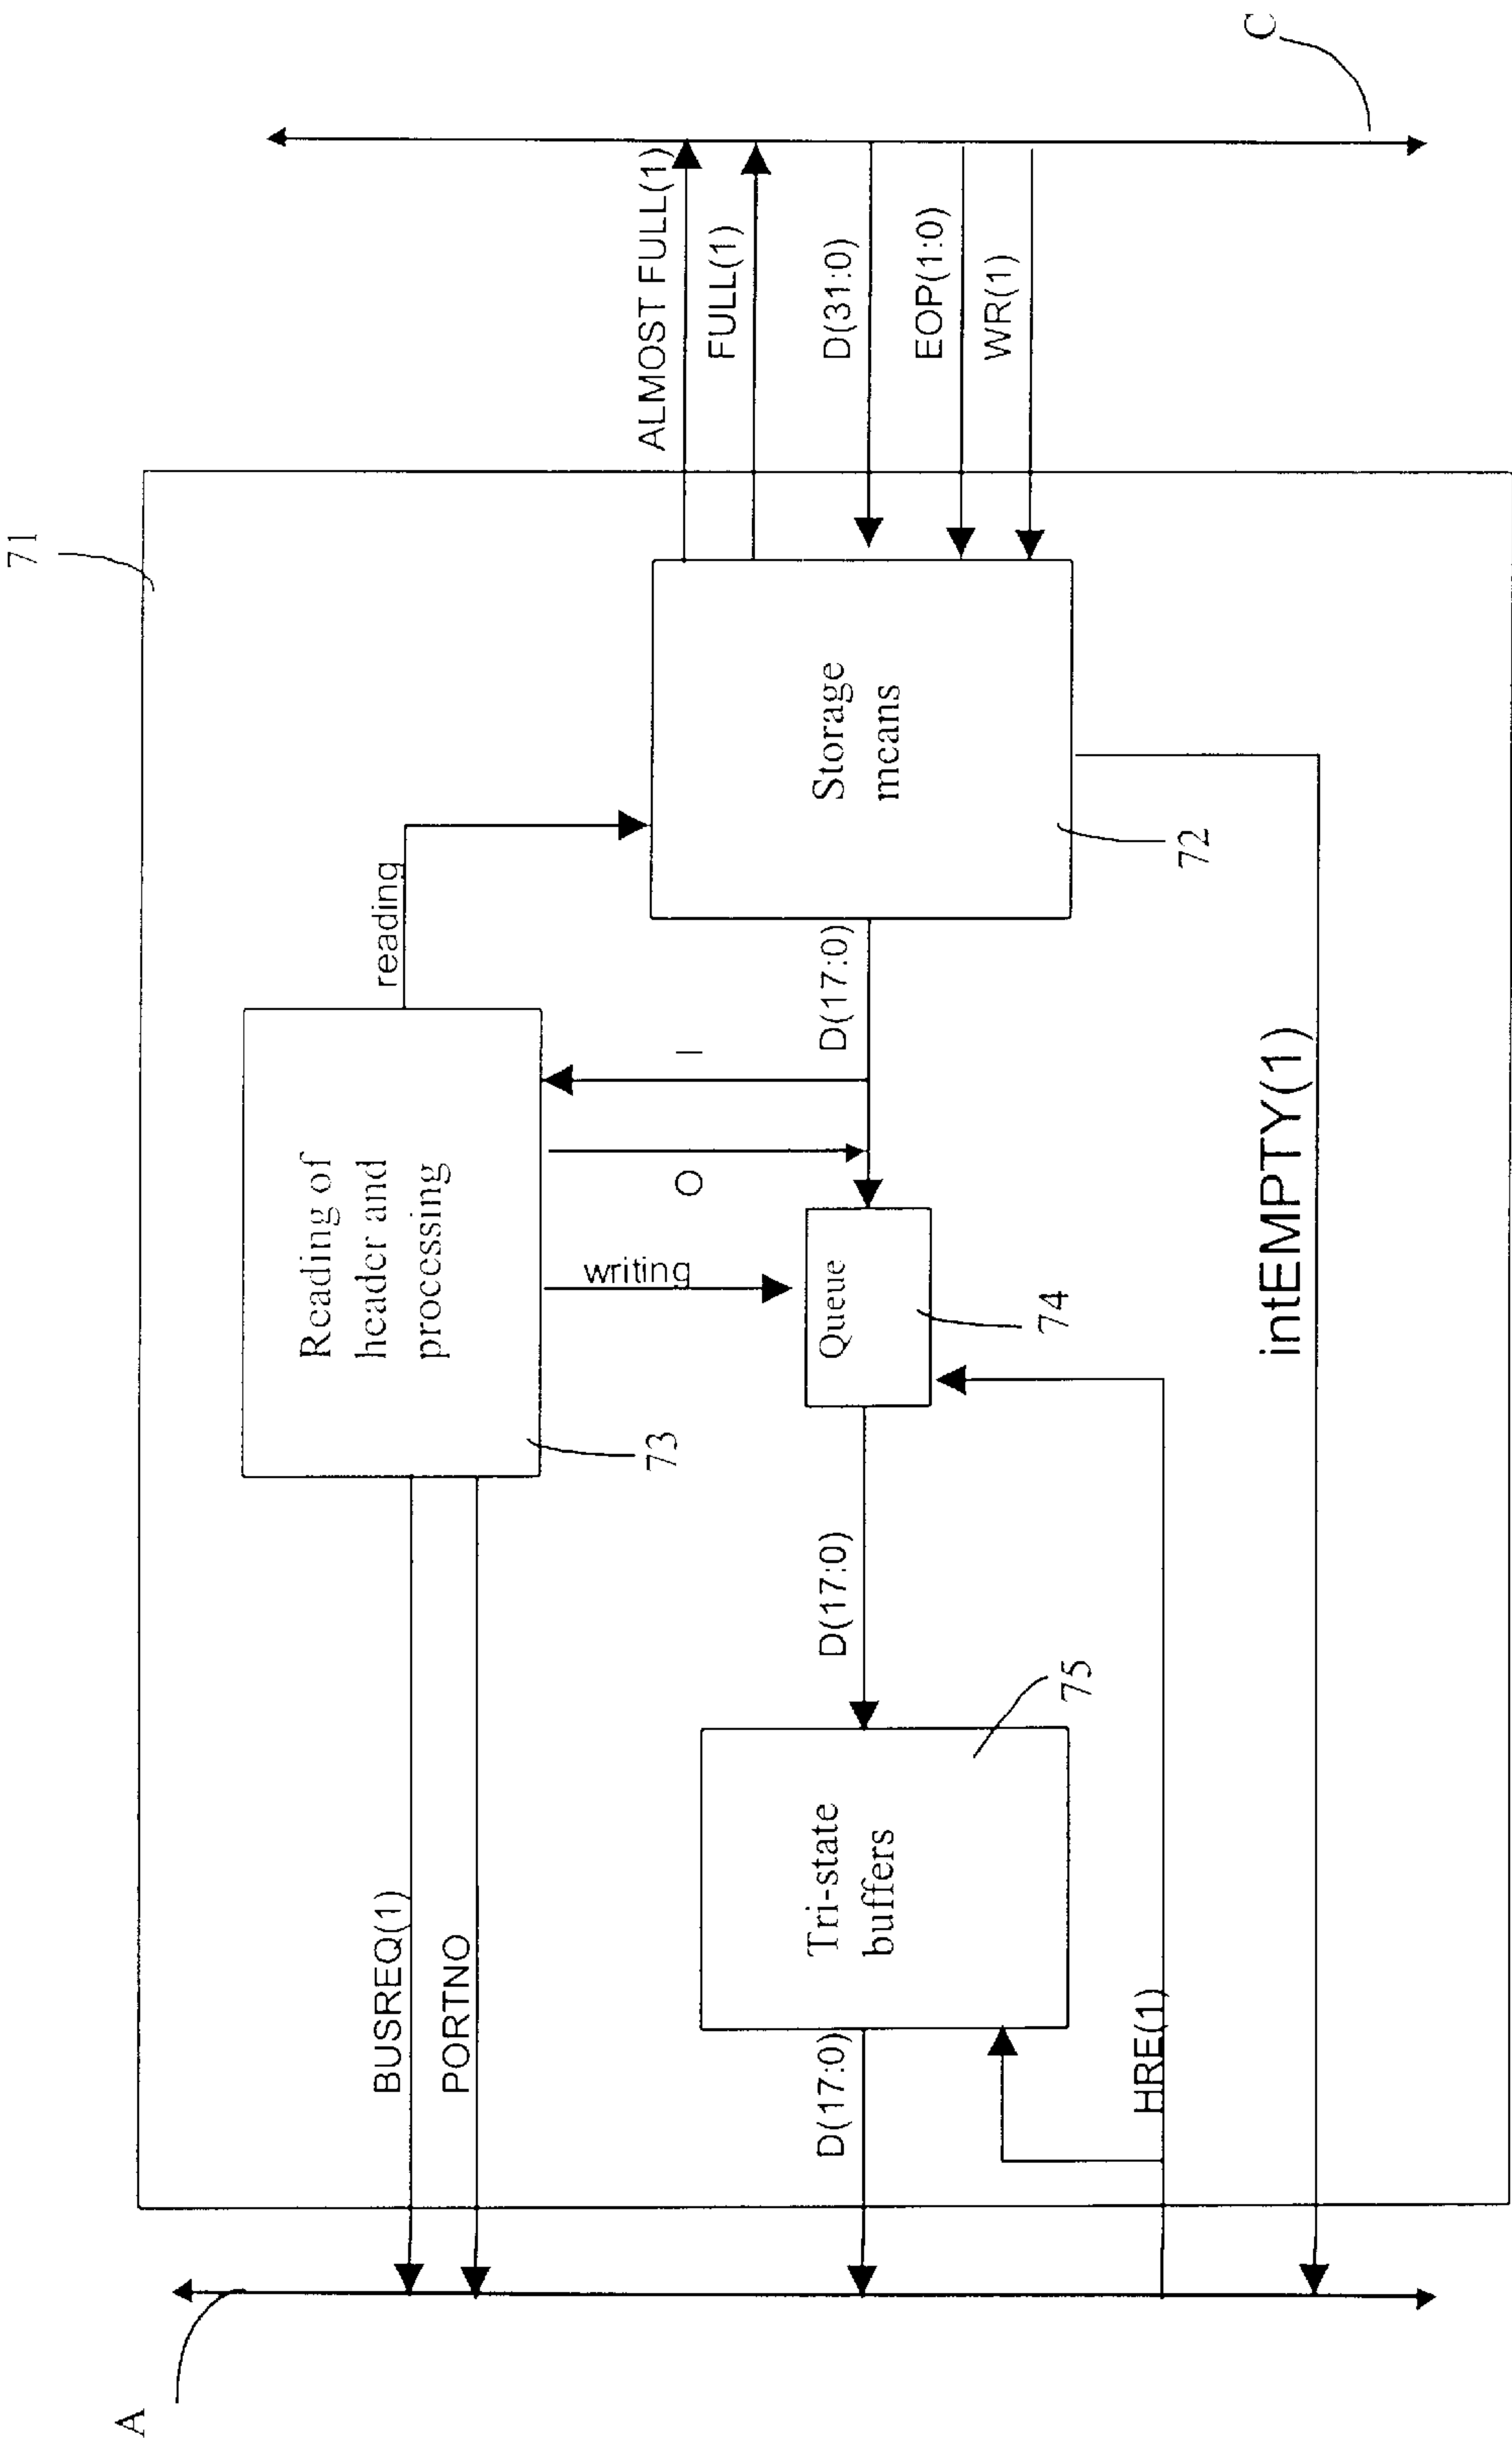 71
A
Reading of
header and
processing
BUSREQ(1)
reading
PORTNO
73
writing
O
I
ALMOST FULL(1)
FULL(1)
Tri-state
buffers
D(17:0)
D(17:0)
Queue
D(17:0)
Storage
means
D(31:0)
EOP(1:0)
WR(1)
75
74
HRE(1)
72
intEMPTY(1)
C